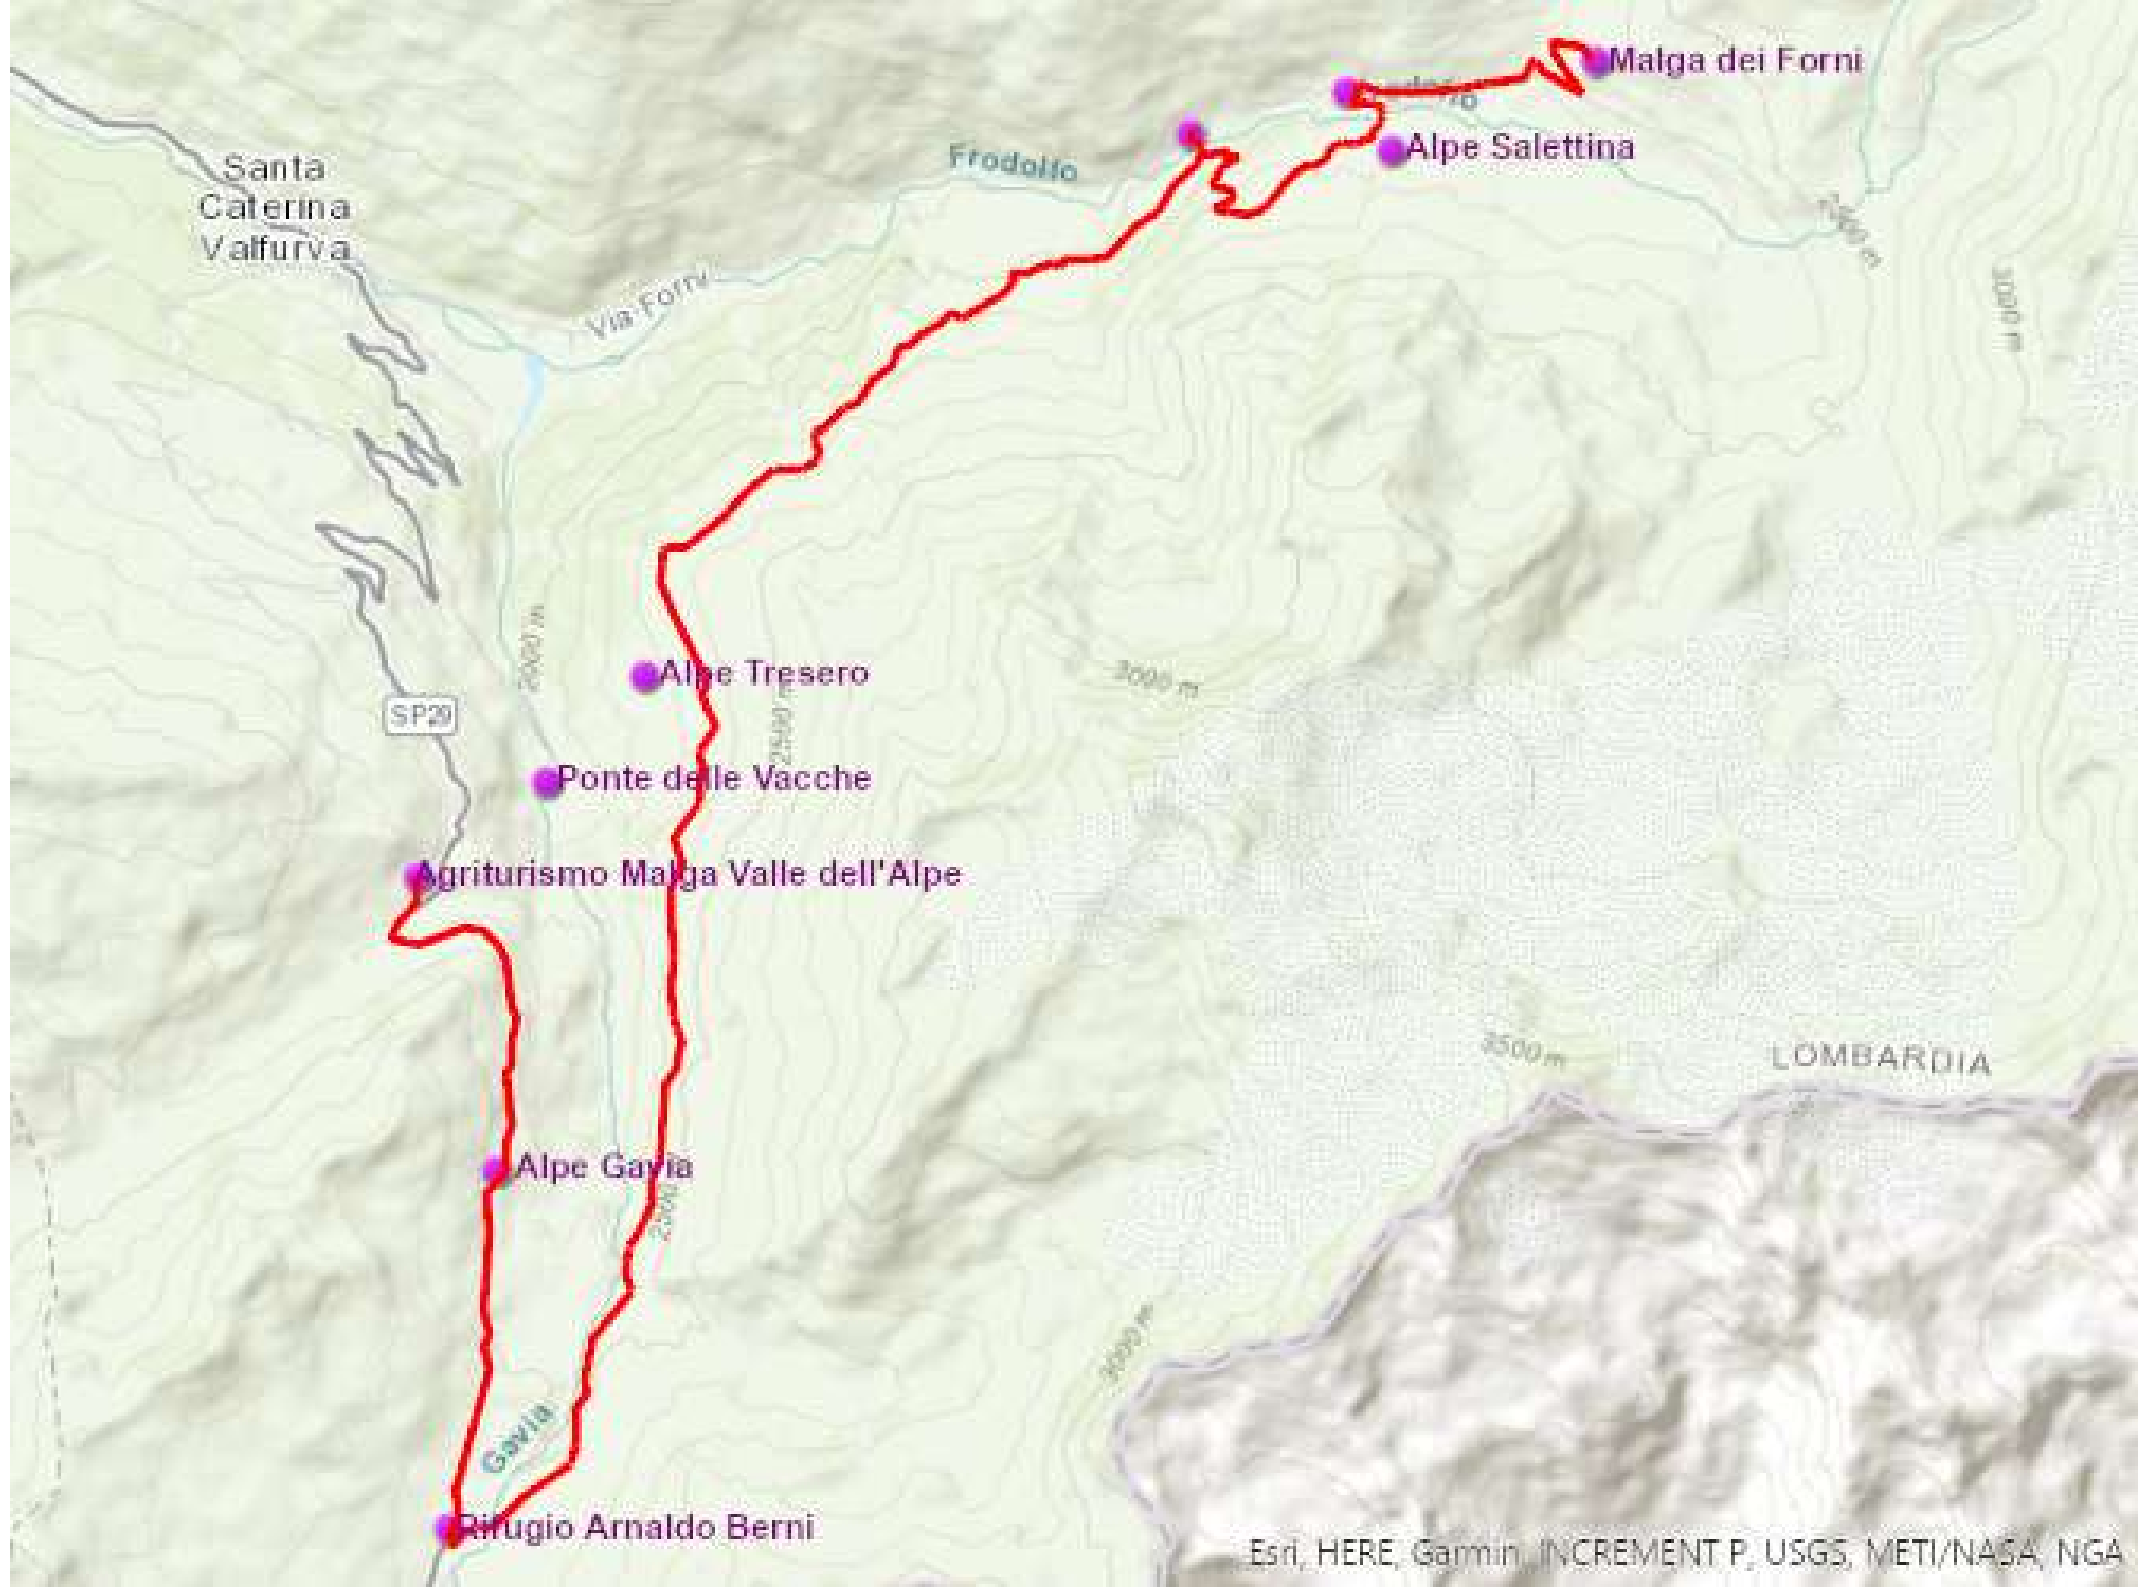 Malga dei Forni
Alpe Salettina
Frodolfo
Santa
Caterina
Valfurva
Via Forni
3000 m
2000 m
Alpe Tresero
3000 m
SP29
2500 m
Ponte delle Vacche
Agriturismo Malga Valle dell'Alpe
3500 m
LOMBARDIA
Alpe Gavia
2500
3000 m
Gavia
Rifugio Arnaldo Berni
Esri, HERE, Garmin, INCREMENT P, USGS, METI/NASA, NGA